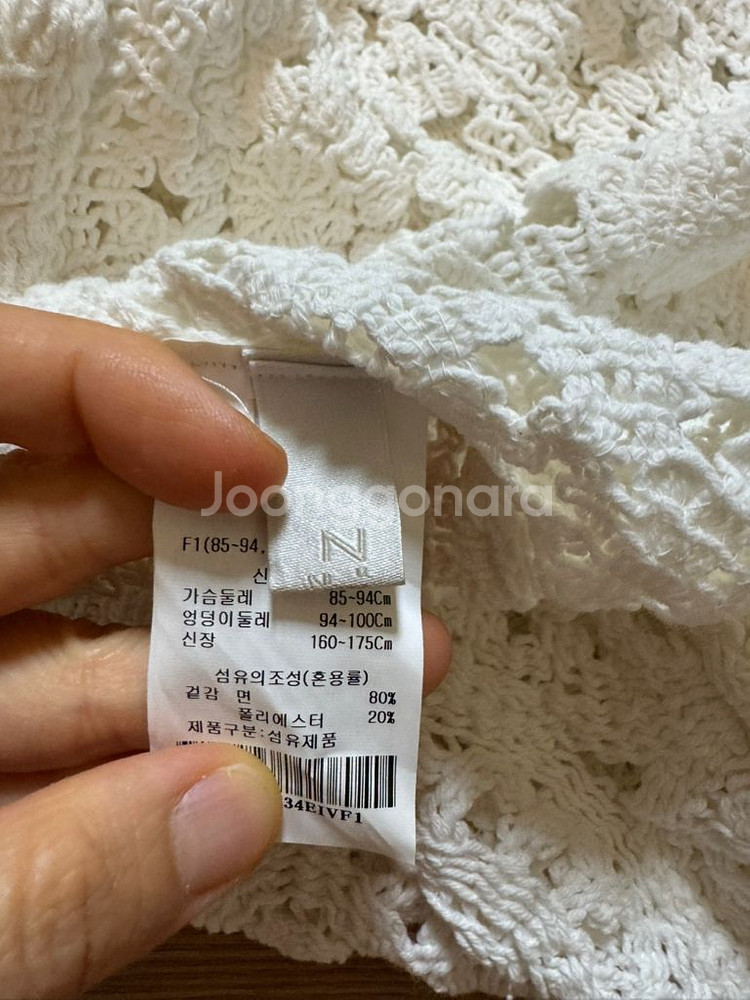 Joonggonara
N
F1(85~94,
신
가슴둘레 85~94Cm
엉덩이둘레 94~100Cm
신장 160~175Cm
섬유의조성(혼용률)
겉감 면 80%
폴리에스터 20%
제품구분:섬유제품
34EIVF1